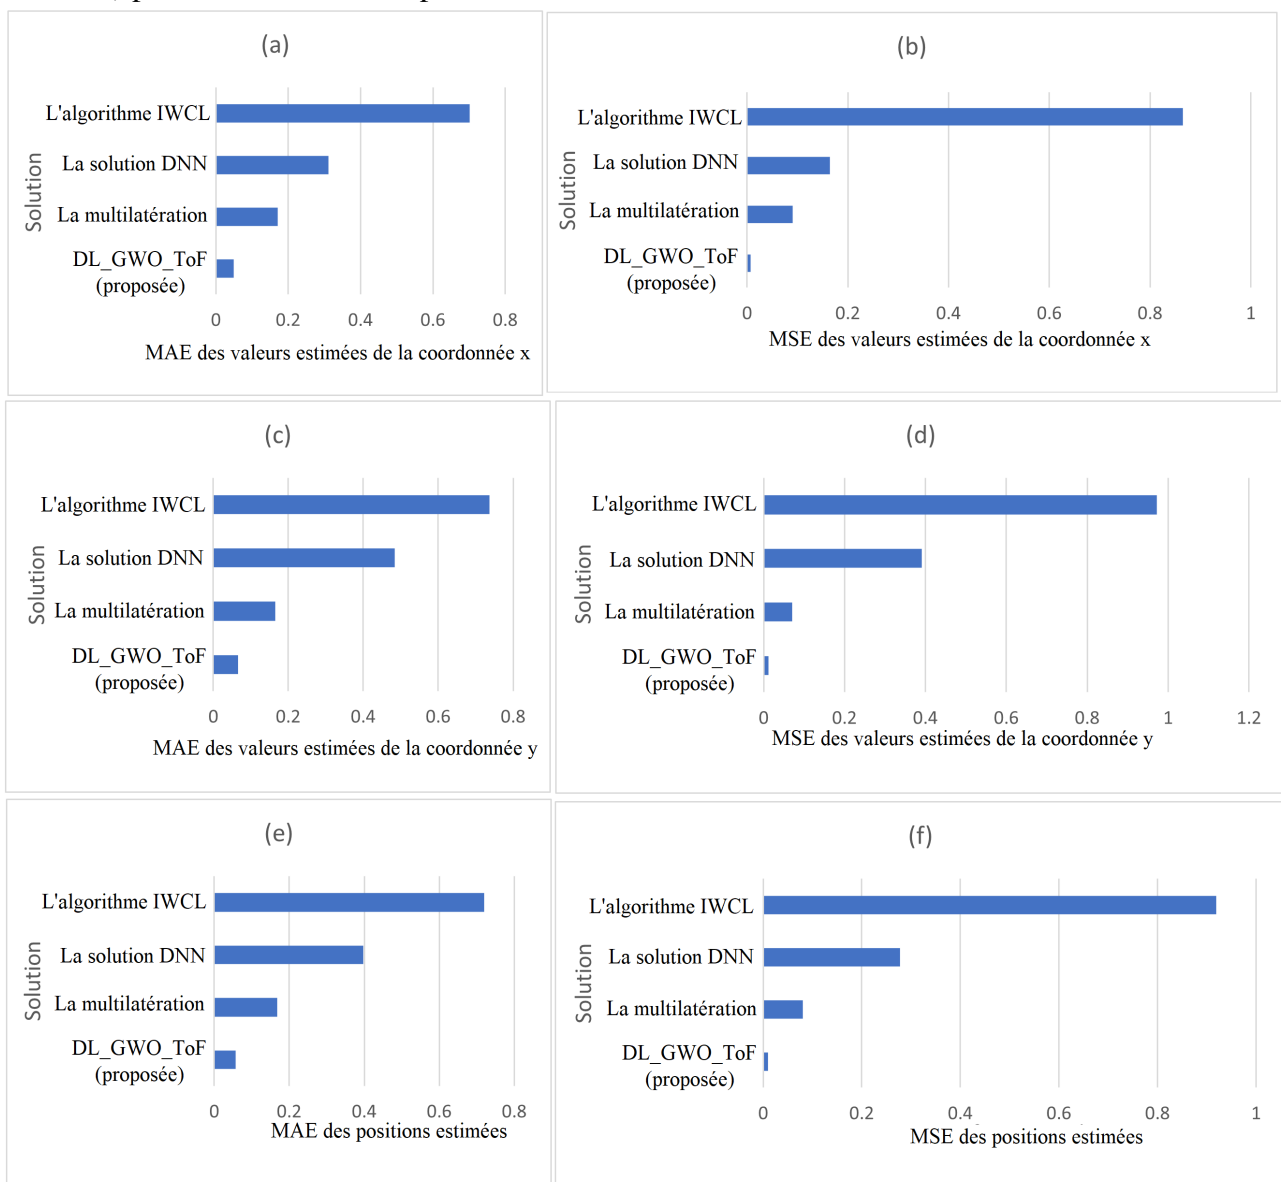 (a)
L'algorithme IWCL
La solution DNN
La multilatération
DL_GWO_ToF
(proposée)
Solution
0 0.2 0.4 0.6 0.8
MAE des valeurs estimées de la coordonnée x
(b)
L'algorithme IWCL
La solution DNN
La multilatération
DL_GWO_ToF
(proposée)
Solution
0 0.2 0.4 0.6 0.8 1
MSE des valeurs estimées de la coordonnée x
(c)
L'algorithme IWCL
La solution DNN
La multilatération
DL_GWO_ToF
(proposée)
Solution
0 0.2 0.4 0.6 0.8
MAE des valeurs estimées de la coordonnée y
(d)
L'algorithme IWCL
La solution DNN
La multilatération
DL_GWO_ToF
(proposée)
Solution
0 0.2 0.4 0.6 0.8 1 1.2
MSE des valeurs estimées de la coordonnée y
(e)
L'algorithme IWCL
La solution DNN
La multilatération
DL_GWO_ToF
(proposée)
Solution
0 0.2 0.4 0.6 0.8
MAE des positions estimées
(f)
L'algorithme IWCL
La solution DNN
La multilatération
DL_GWO_ToF
(proposée)
Solution
0 0.2 0.4 0.6 0.8 1
MSE des positions estimées